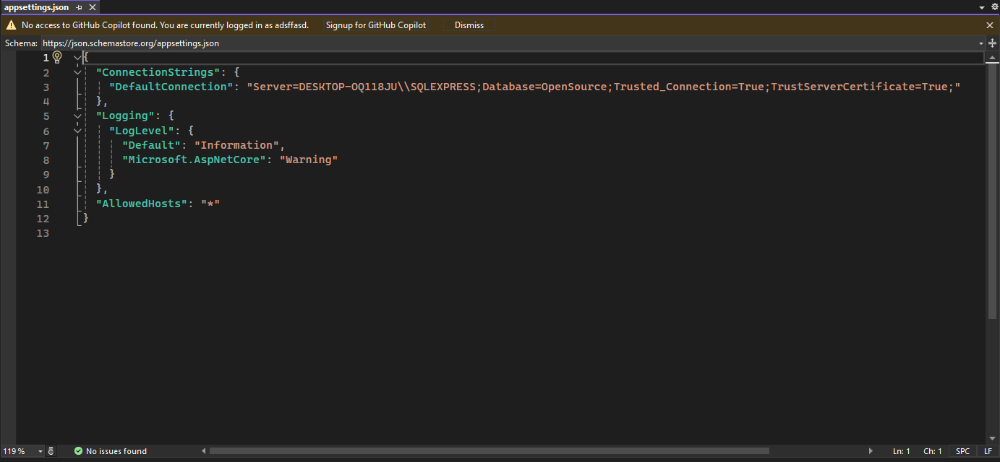 appsettings.json
No access to GitHub Copilot found. You are currently logged in as adsffasd. Signup for GitHub Copilot Dismiss
Schema: https://json.schemastore.org/appsettings.json
1 {
2 "ConnectionStrings": {
3 "DefaultConnection": "Server=DESKTOP-OQ118JU\\SQLEXPRESS;Database=OpenSource;Trusted_Connection=True;TrustServerCertificate=True;"
4 },
5 "Logging": {
6 "LogLevel": {
7 "Default": "Information",
8 "Microsoft.AspNetCore": "Warning"
9 }
10 },
11 "AllowedHosts": "*"
12 }
13
119 % No issues found Ln: 1 Ch: 1 SPC LF